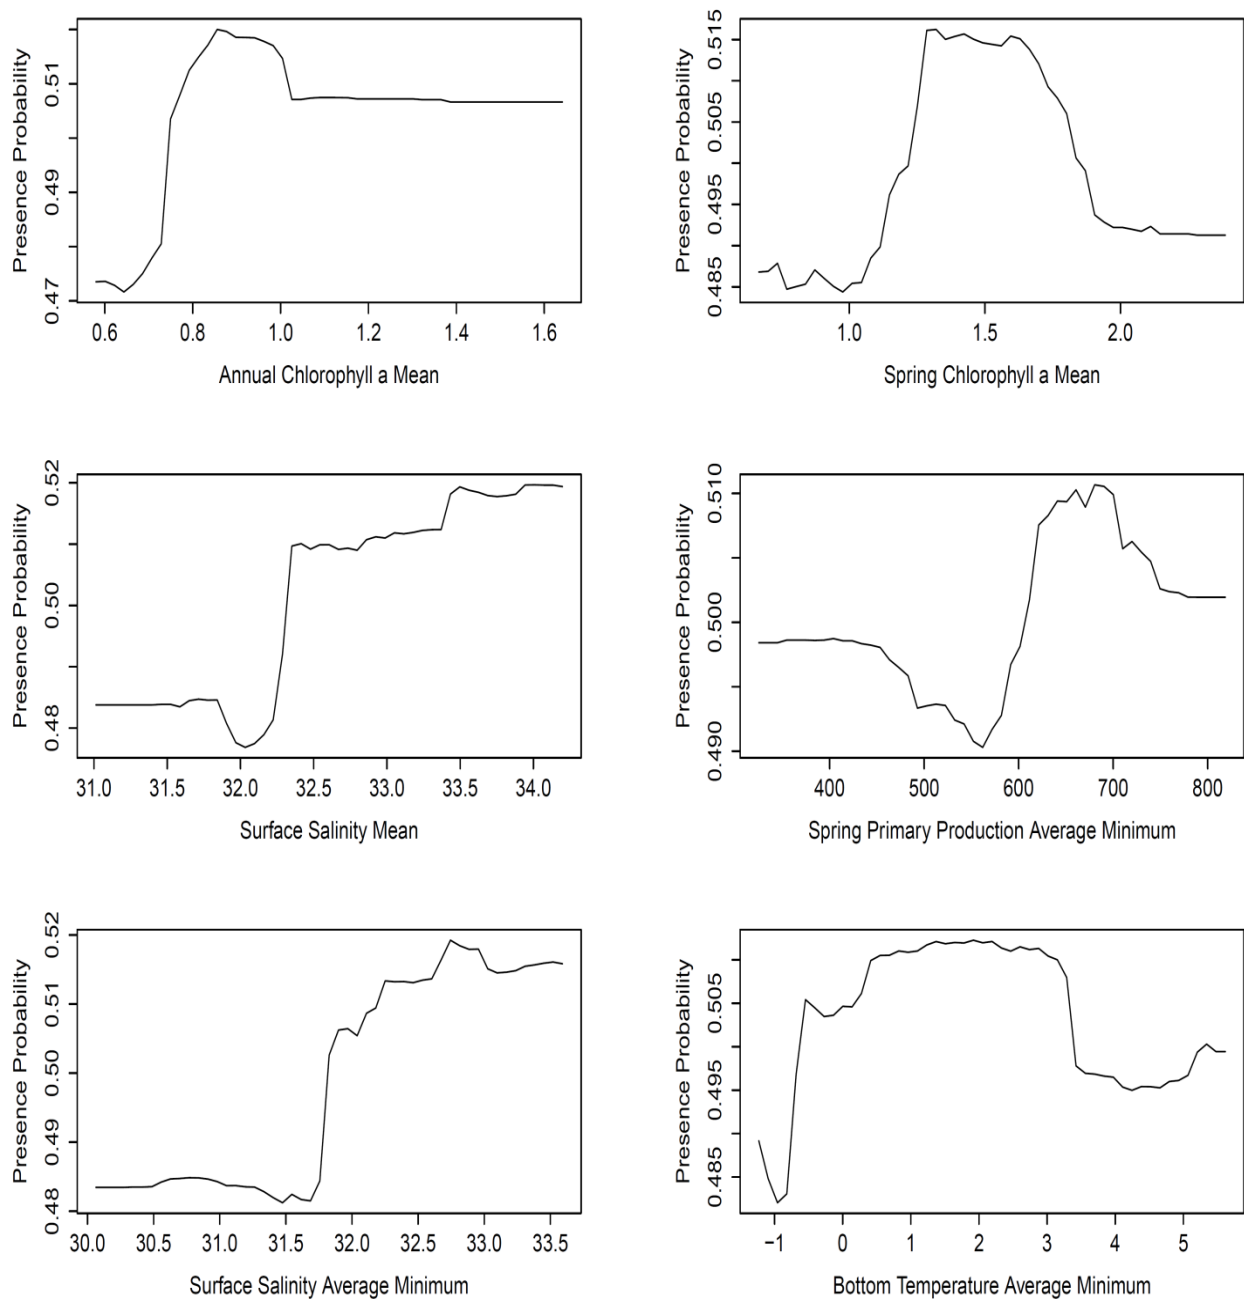 Presence Probability
0.51
0.49
0.47
0.6 0.8 1.0 1.2 1.4 1.6
Annual Chlorophyll a Mean
Presence Probability
0.515
0.505
0.495
0.485
1.0 1.5 2.0
Spring Chlorophyll a Mean
Presence Probability
0.52
0.50
0.48
31.0 31.5 32.0 32.5 33.0 33.5 34.0
Surface Salinity Mean
Presence Probability
0.510
0.500
0.490
400 500 600 700 800
Spring Primary Production Average Minimum
Presence Probability
0.52
0.51
0.50
0.49
0.48
30.0 30.5 31.0 31.5 32.0 32.5 33.0 33.5
Surface Salinity Average Minimum
Presence Probability
0.505
0.495
0.485
−1 0 1 2 3 4 5
Bottom Temperature Average Minimum